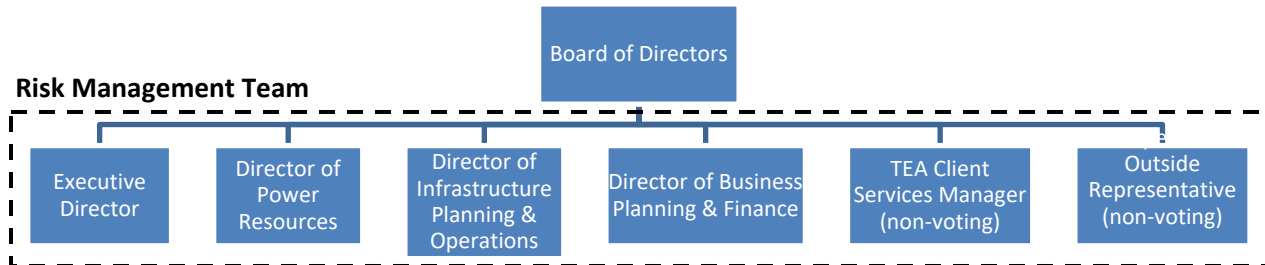 Board of Directors
Risk Management Team
Executive
Director
Director of
Power
Resources
Director of
Infrastructure
Planning &
Operations
Director of Business
Planning & Finance
TEA Client
Services Manager
(non-voting)
Outside
Representative
(non-voting)